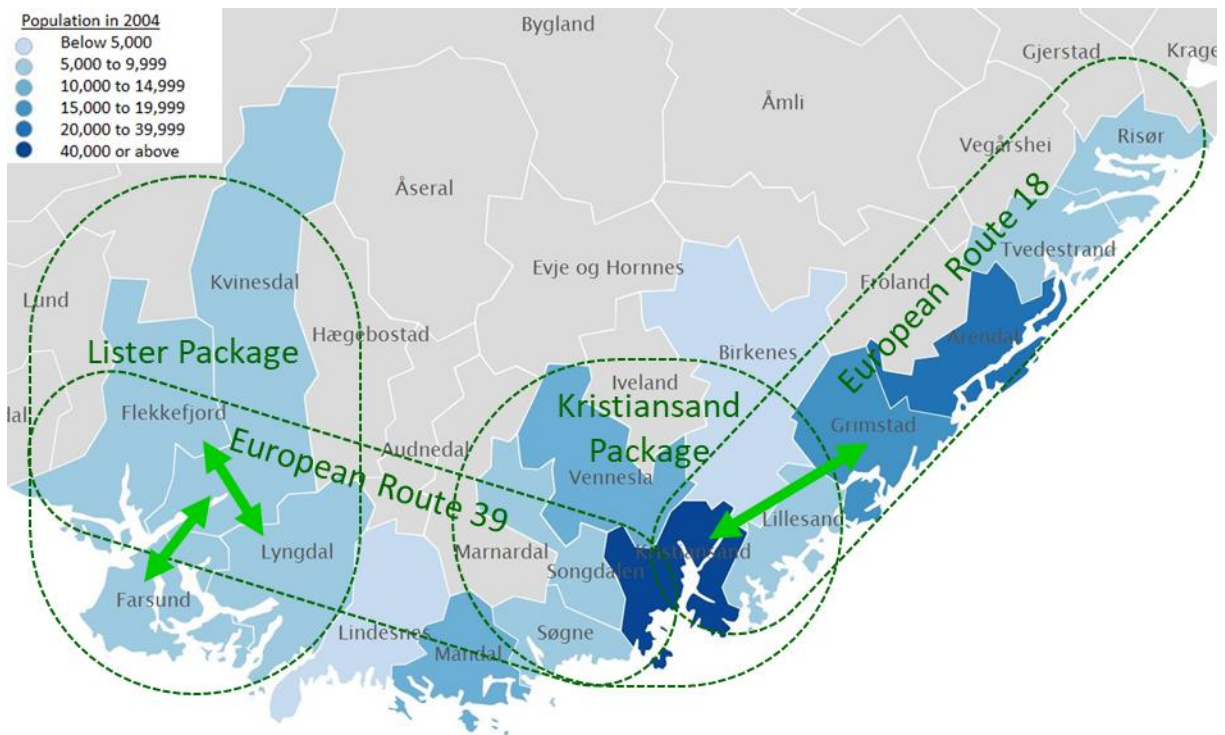 Population in 2004
Below 5,000
5,000 to 9,999
10,000 to 14,999
15,000 to 19,999
20,000 to 39,999
40,000 or above
Bygland
Gjerstad
Krage
Åmli
Vegårshei
Risør
Åseral
European Route 18
Tvedestrand
Evje og Hornnes
Kvinesdal
Lund
Froland
Hægebostad
Arendal
Birkenes
Lister Package
Iveland
Kristiansand
Package
Flekkefjord
dal
Grimstad
European Route 39
Audnedal
Vennesla
Lillesand
Lyngdal
Marnardal
Kristiansand
Songdalen
Farsund
Lindesnes
Søgne
Mandal